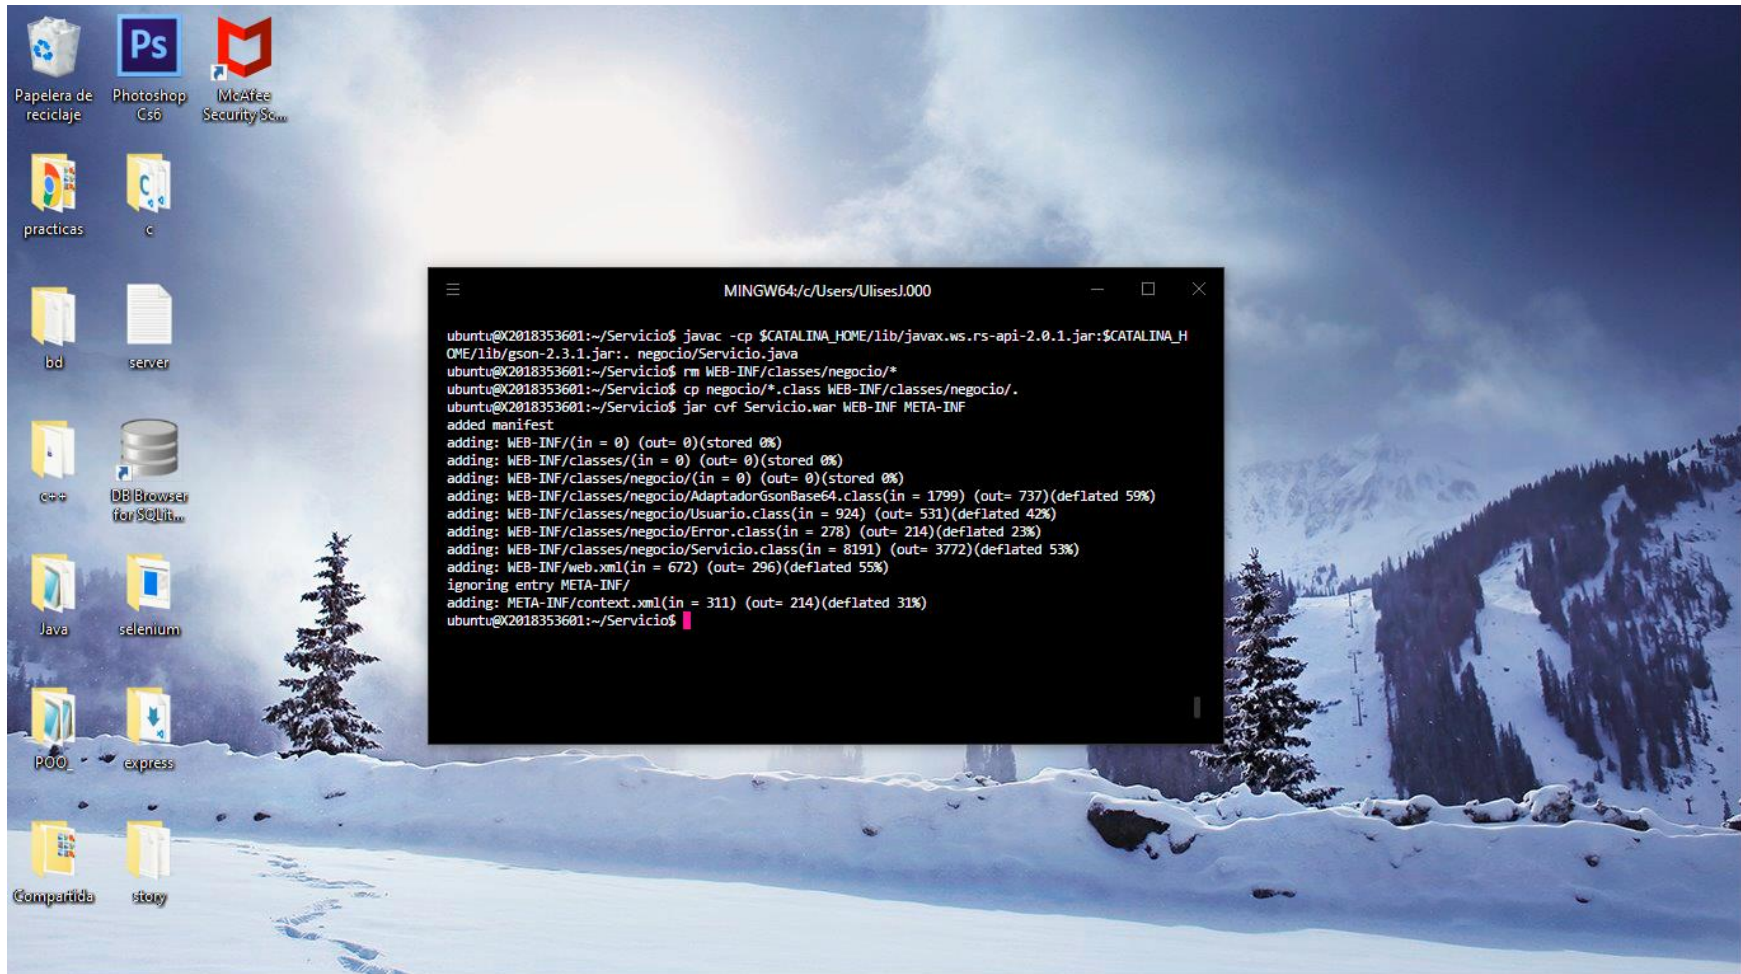 Papelera de
reciclaje
Ps
Photoshop
Cs6
McAfee
Security Sc...
practicas
C
c
bd
server
c++
DB Browser
for SQLit...
Java
selenium
POO_
express
Compartida
story
MINGW64:/c/Users/UlisesJ.000
ubuntu@X2018353601:~/Servicio$ javac -cp $CATALINA_HOME/lib/javax.ws.rs-api-2.0.1.jar:$CATALINA_H
OME/lib/gson-2.3.1.jar:. negocio/Servicio.java
ubuntu@X2018353601:~/Servicio$ rm WEB-INF/classes/negocio/*
ubuntu@X2018353601:~/Servicio$ cp negocio/*.class WEB-INF/classes/negocio/.
ubuntu@X2018353601:~/Servicio$ jar cvf Servicio.war WEB-INF META-INF
added manifest
adding: WEB-INF/(in = 0) (out= 0)(stored 0%)
adding: WEB-INF/classes/(in = 0) (out= 0)(stored 0%)
adding: WEB-INF/classes/negocio/(in = 0) (out= 0)(stored 0%)
adding: WEB-INF/classes/negocio/AdaptadorGsonBase64.class(in = 1799) (out= 737)(deflated 59%)
adding: WEB-INF/classes/negocio/Usuario.class(in = 924) (out= 531)(deflated 42%)
adding: WEB-INF/classes/negocio/Error.class(in = 278) (out= 214)(deflated 23%)
adding: WEB-INF/classes/negocio/Servicio.class(in = 8191) (out= 3772)(deflated 53%)
adding: WEB-INF/web.xml(in = 672) (out= 296)(deflated 55%)
ignoring entry META-INF/
adding: META-INF/context.xml(in = 311) (out= 214)(deflated 31%)
ubuntu@X2018353601:~/Servicio$